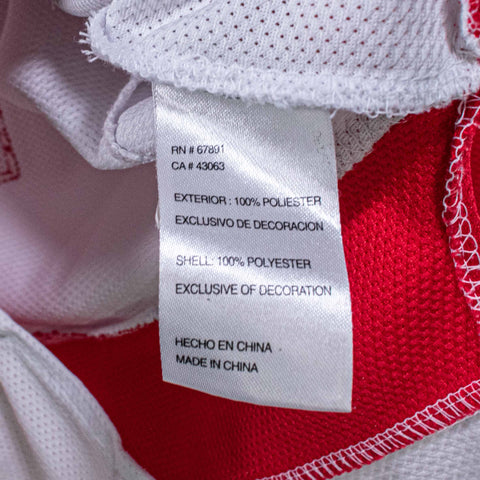 RN # 67891
CA # 43063
EXTERIOR : 100% POLIESTER
EXCLUSIVO DE DECORACION
SHELL: 100% POLYESTER
EXCLUSIVE OF DECORATION
HECHO EN CHINA
MADE IN CHINA